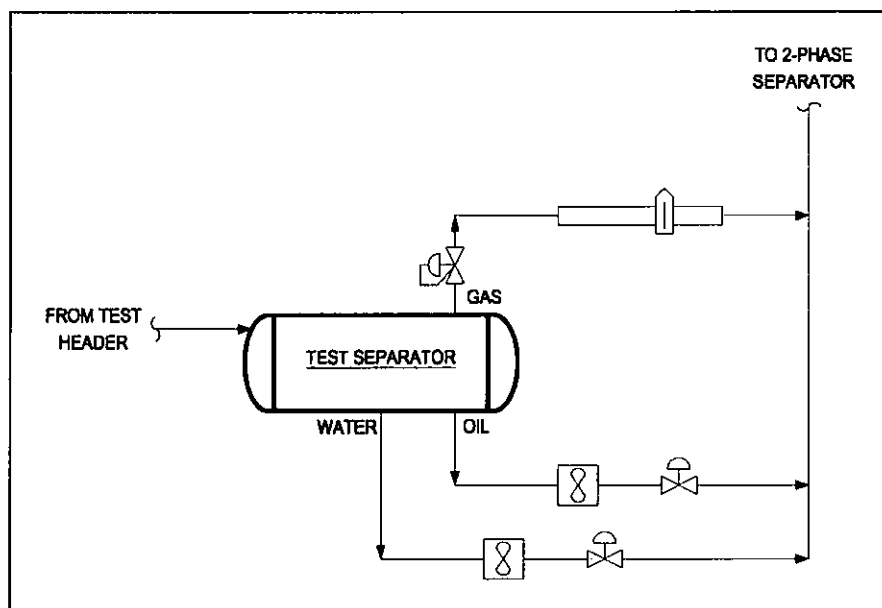 TO 2-PHASE
SEPARATOR
GAS
FROM TEST
HEADER
TEST SEPARATOR
WATER
OIL